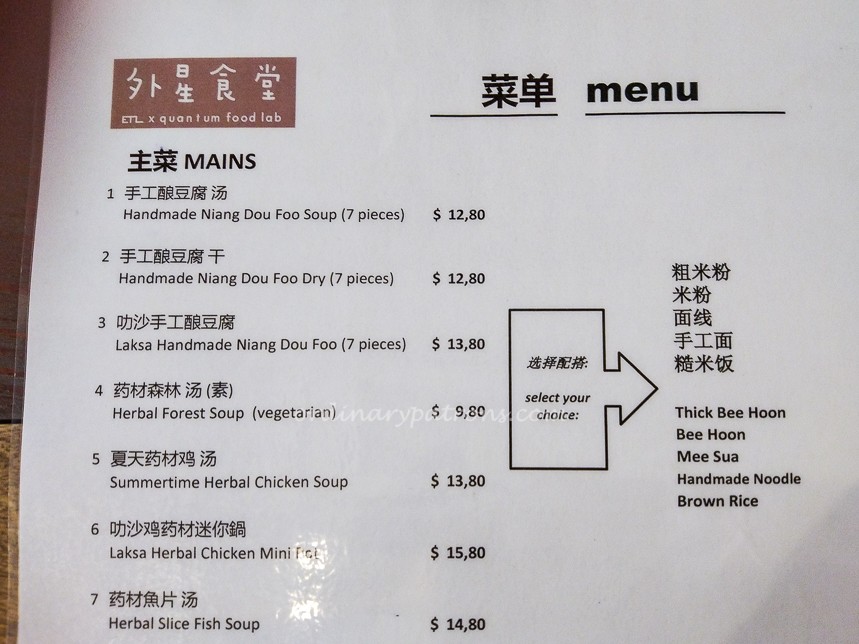 外星食堂
ETL x quantum food lab
菜单 menu
主菜 MAINS
1 手工酿豆腐 汤
Handmade Niang Dou Foo Soup (7 pieces) $ 12,80
2 手工酿豆腐 干
Handmade Niang Dou Foo Dry (7 pieces) $ 12,80
3 叻沙手工酿豆腐
Laksa Handmade Niang Dou Foo (7 pieces) $ 13,80
4 药材森林 汤 (素)
Herbal Forest Soup (vegetarian) $ 9,80
5 夏天药材鸡 汤
Summertime Herbal Chicken Soup $ 13,80
6 叻沙鸡药材迷你鍋
Laksa Herbal Chicken Mini Pot $ 15,80
7 药材魚片 汤
Herbal Slice Fish Soup $ 14,80
选择配搭:
select your
choice:
粗米粉
米粉
面线
手工面
糙米饭
Thick Bee Hoon
Bee Hoon
Mee Sua
Handmade Noodle
Brown Rice